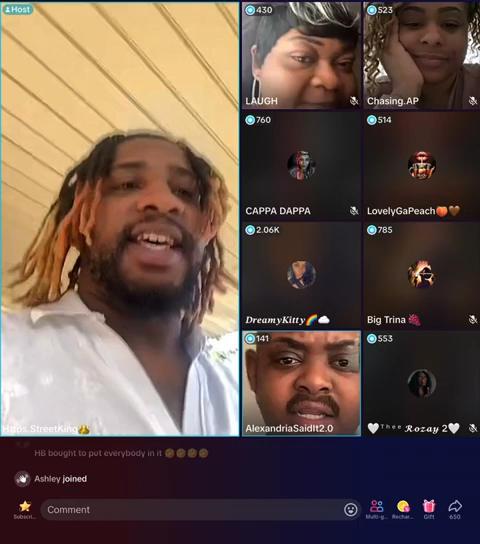 Host
430
523
LAUGH
Chasing.AP
760
514
CAPPA DAPPA
LovelyGaPeach🍑🤎
2.06K
785
DreamyKitty🌈☁️
Big Trina 🍇
141
553
Https.StreetKing👑
AlexandriaSaidIt2.0
🤍ᵀʰᵉᵉ Rozay 2🤍
HB bought to put everybody in it 🤣🤣🤣🤣
Ashley joined
Comment
Subscri...
Multi-g...
Rechar...
Gift
650